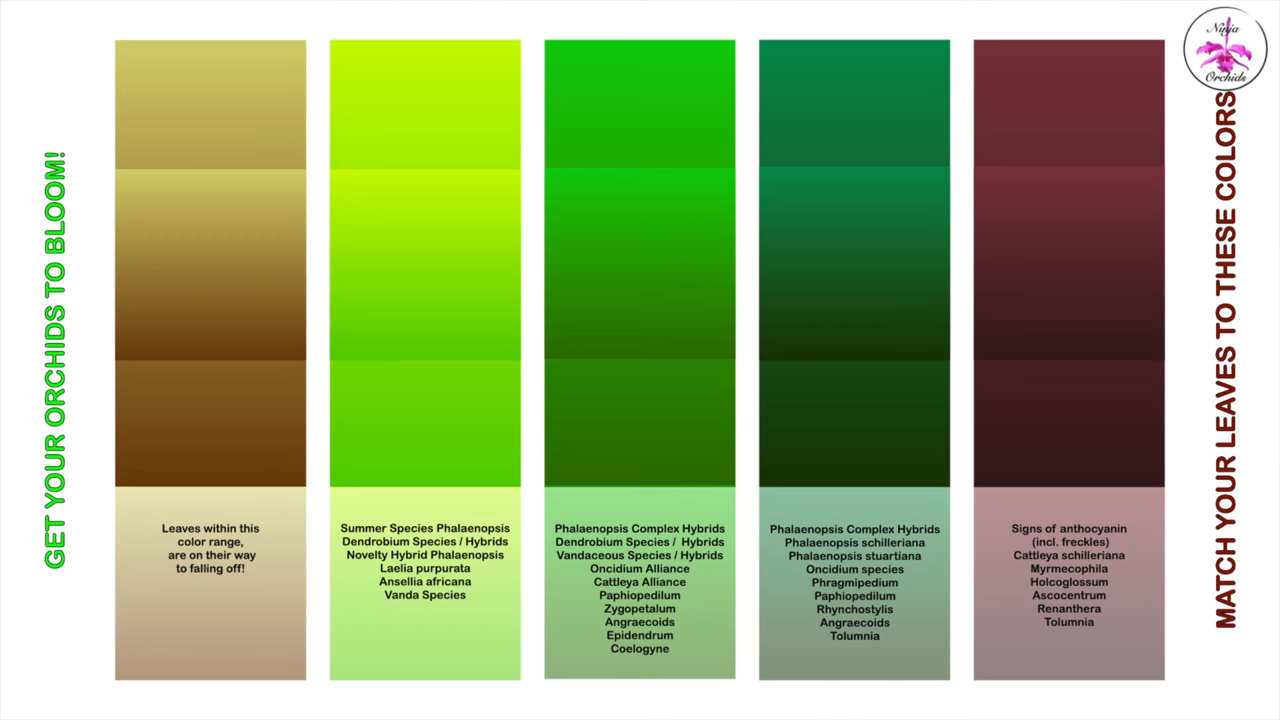 GET YOUR ORCHIDS TO BLOOM!
Leaves within this
color range,
are on their way
to falling off!
Summer Species Phalaenopsis
Dendrobium Species / Hybrids
Novelty Hybrid Phalaenopsis
Laelia purpurata
Ansellia africana
Vanda Species
Phalaenopsis Complex Hybrids
Dendrobium Species /  Hybrids
Vandaceous Species / Hybrids
Oncidium Alliance
Cattleya Alliance
Paphiopedilum
Zygopetalum
Angraecoids
Epidendrum
Coelogyne
Phalaenopsis Complex Hybrids
Phalaenopsis schilleriana
Phalaenopsis stuartiana
Oncidium species
Phragmipedium
Paphiopedilum
Rhynchostylis
Angraecoids
Tolumnia
Signs of anthocyanin
(incl. freckles)
Cattleya schilleriana
Myrmecophila
Holcoglossum
Ascocentrum
Renanthera
Tolumnia
Ninja
Orchids
MATCH YOUR LEAVES TO THESE COLORS